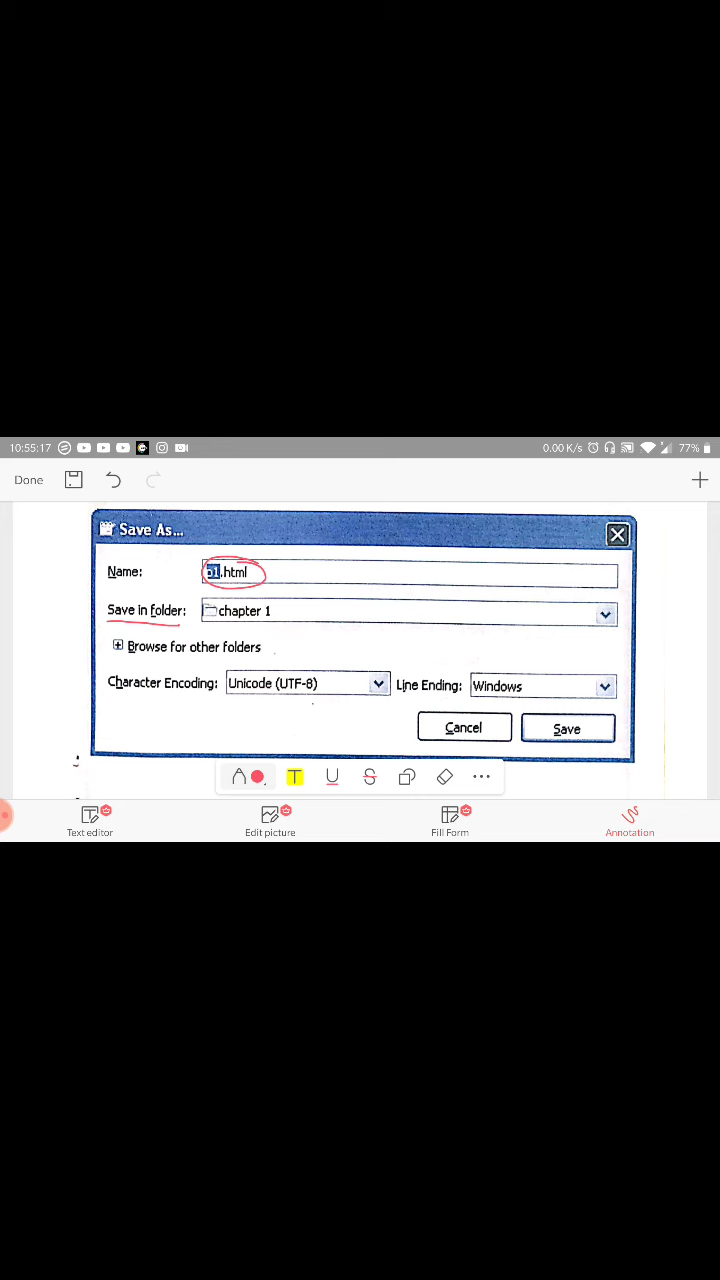 10:55:17 0.00 K/s 77%
Done
Save As...
Name: p1.html
Save in folder: chapter 1
Browse for other folders
Character Encoding: Unicode (UTF-8) Line Ending: Windows
Cancel Save
T U S
Text editor Edit picture Fill Form Annotation